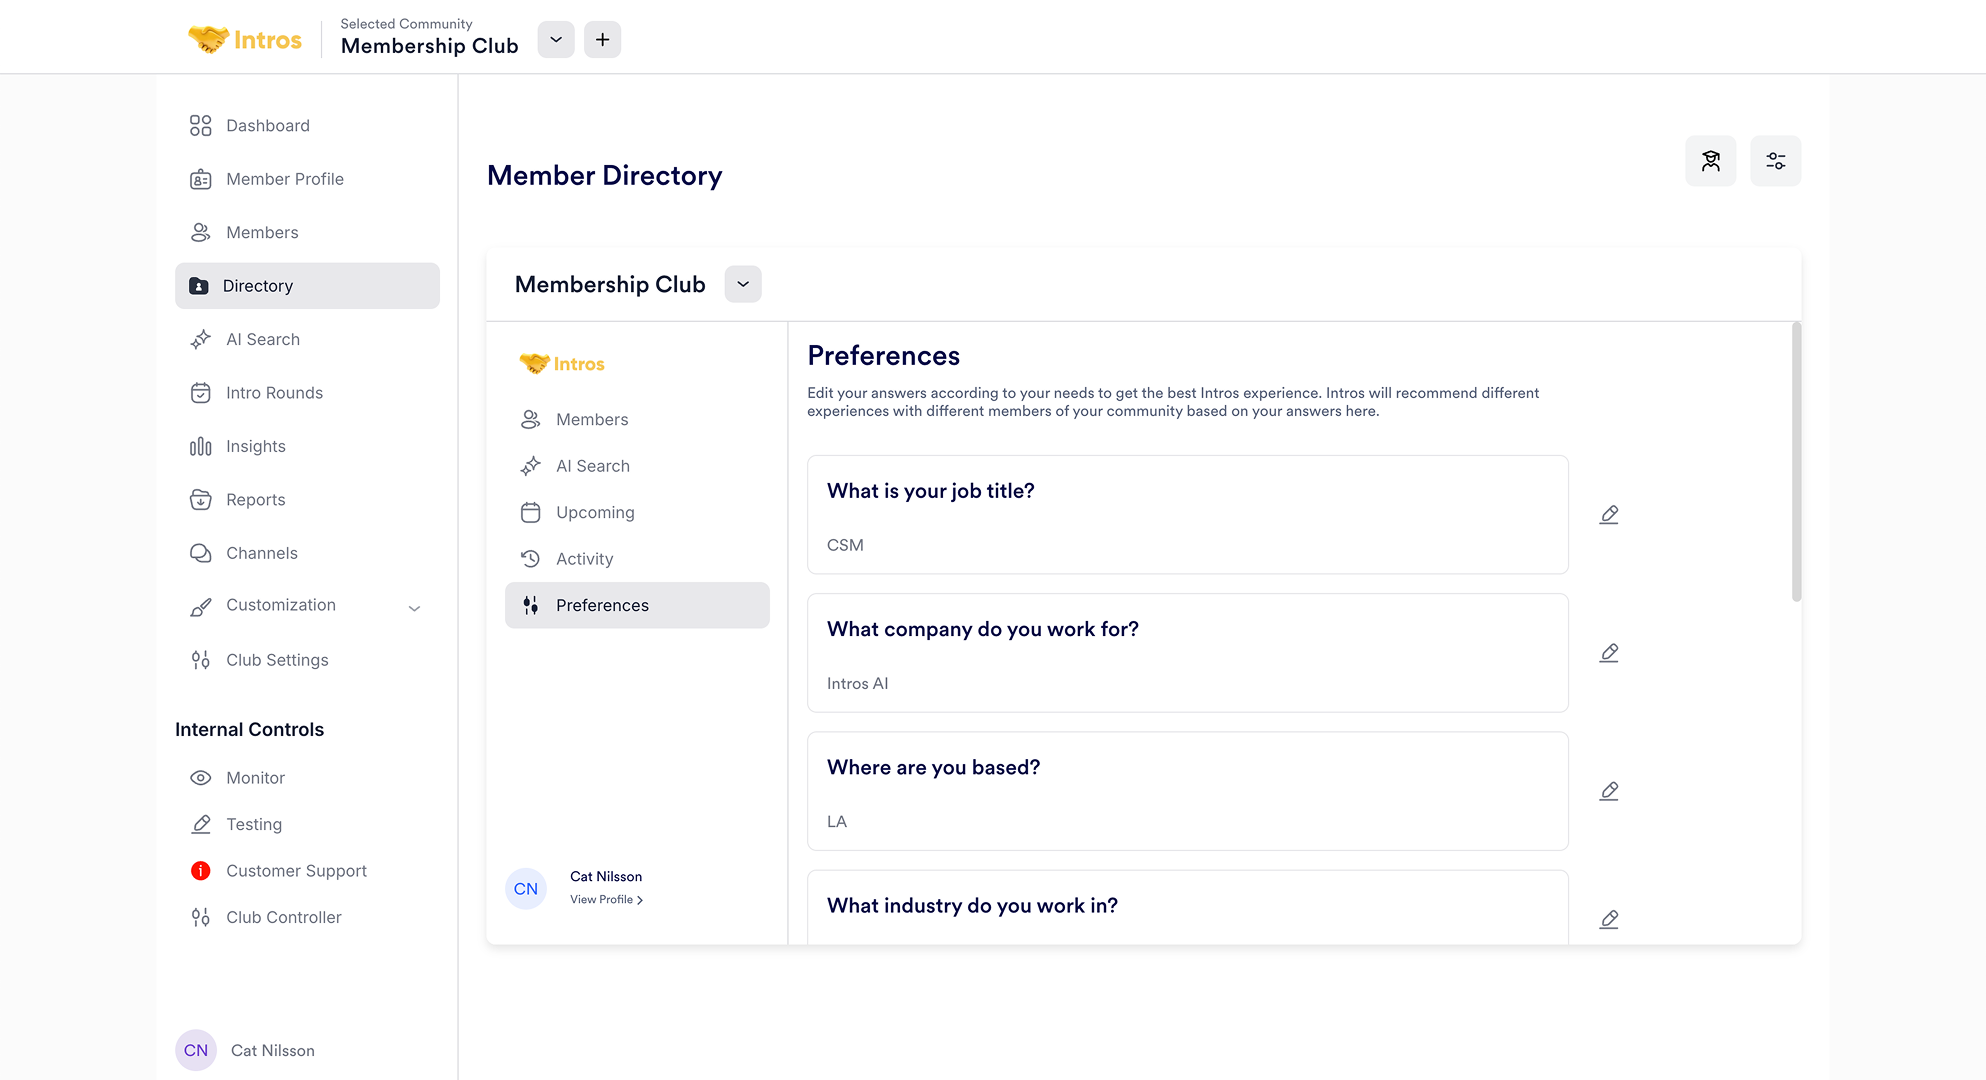 Intros
Selected Community
Membership Club
Dashboard
Member Profile
Members
Directory
AI Search
Intro Rounds
Insights
Reports
Channels
Customization
Club Settings
Internal Controls
Monitor
Testing
Customer Support
Club Controller
CN
Cat Nilsson
Member Directory
Membership Club
Intros
Members
AI Search
Upcoming
Activity
Preferences
CN
Cat Nilsson
View Profile
Preferences
Edit your answers according to your needs to get the best Intros experience. Intros will recommend different
experiences with different members of your community based on your answers here.
What is your job title?
CSM
What company do you work for?
Intros AI
Where are you based?
LA
What industry do you work in?